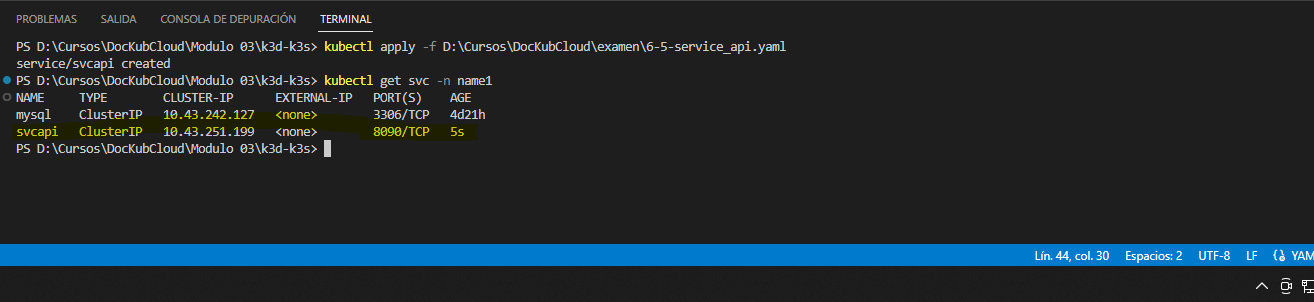 PROBLEMAS SALIDA CONSOLA DE DEPURACIÓN TERMINAL
PS D:\Cursos\DocKubCloud\Modulo 03\k3d-k3s> kubectl apply -f D:\Cursos\DocKubCloud\examen\6-5-service_api.yaml
service/svcapi created
PS D:\Cursos\DocKubCloud\Modulo 03\k3d-k3s> kubectl get svc -n name1
NAME TYPE CLUSTER-IP EXTERNAL-IP PORT(S) AGE
mysql ClusterIP 10.43.242.127 <none> 3306/TCP 4d21h
svcapi ClusterIP 10.43.251.199 <none> 8090/TCP 5s
PS D:\Cursos\DocKubCloud\Modulo 03\k3d-k3s>
Lín. 44, col. 30 Espacios: 2 UTF-8 LF YAM